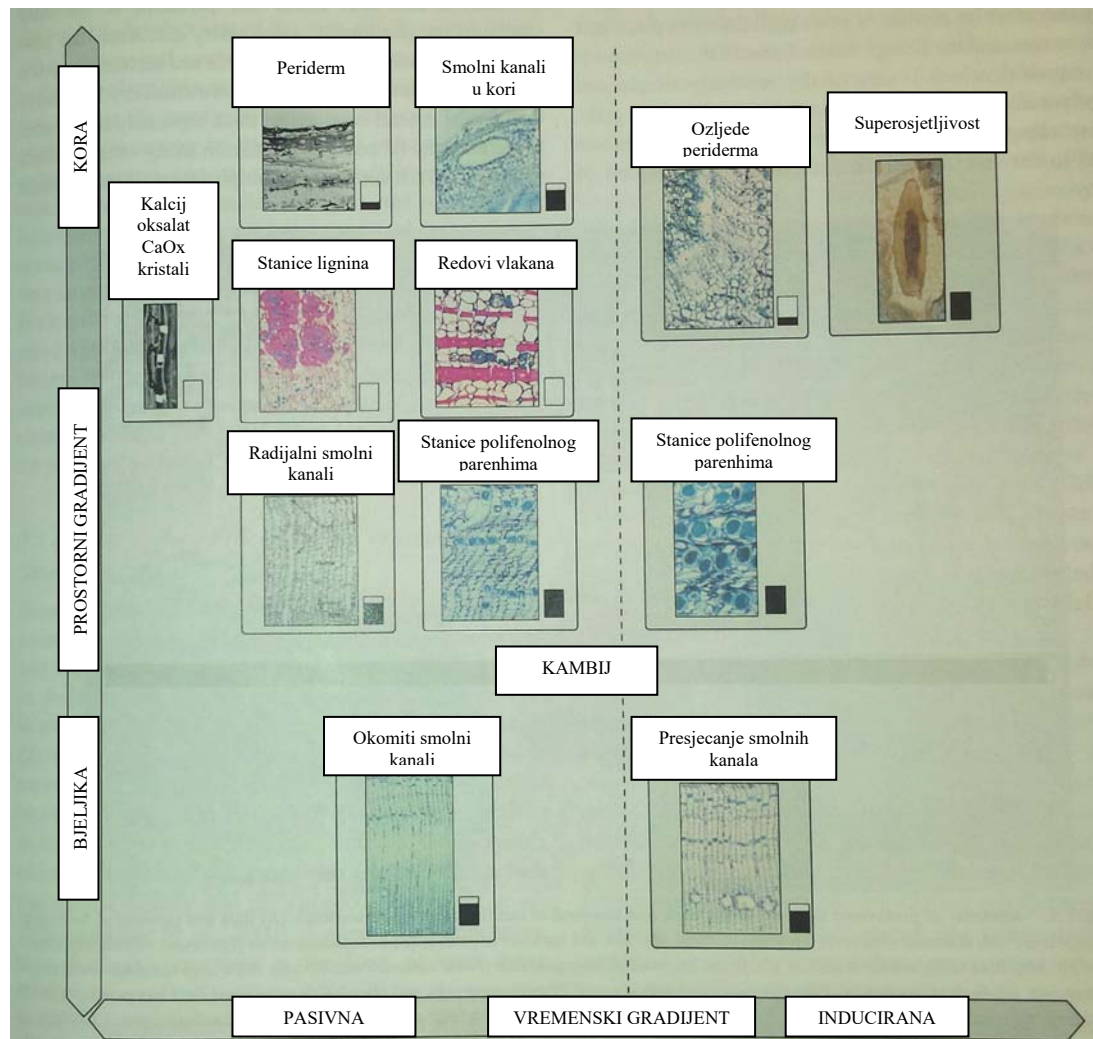 Periderm
Smolni kanali
u kori
Ozljede
periderma
Superosjetljivost
KORA
Kalcij
oksalat
CaOx
kristali
Stanice lignina
Redovi vlakana
PROSTORNI GRADIJENT
Radijalni smolni
kanali
Stanice polifenolnog
parenhima
Stanice polifenolnog
parenhima
KAMBIJ
BJELJIKA
Okomiti smolni
kanali
Presjecanje smolnih
kanala
PASIVNA
VREMENSKI GRADIJENT
INDUCIRANA